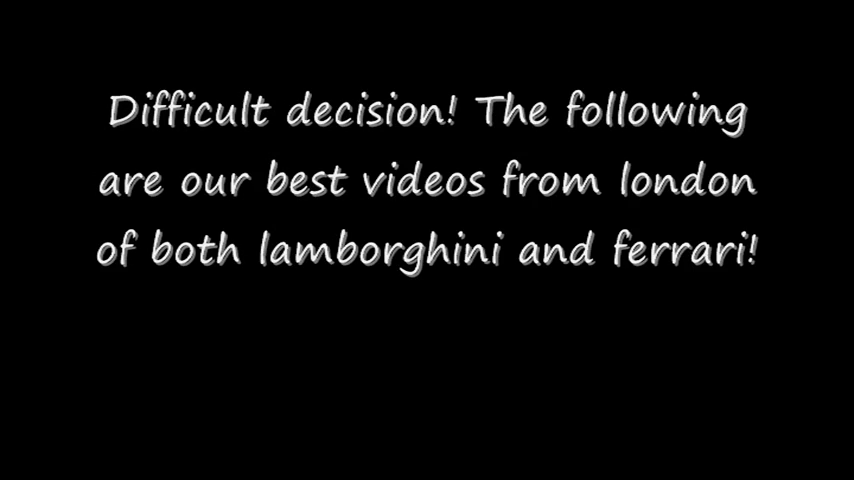 Difficult decision! The following
are our best videos from london
of both lamborghini and ferrari!